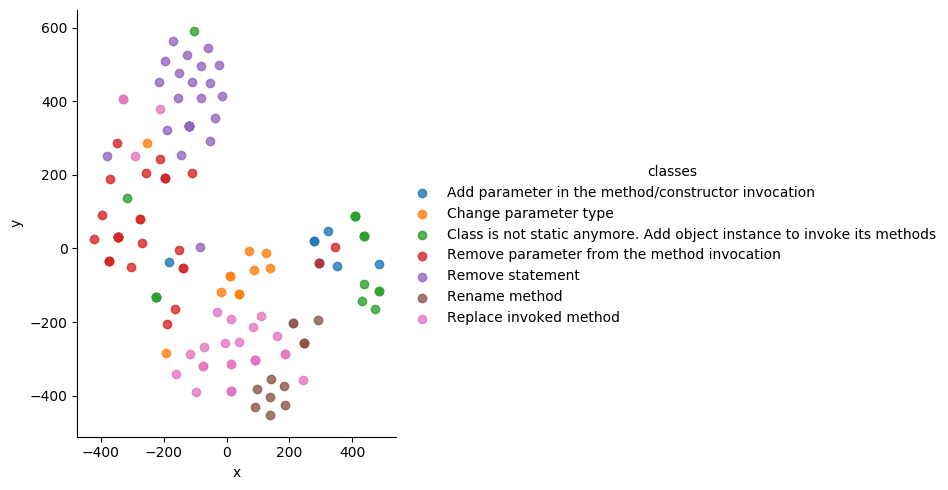 600
400
200
0
−200
−400
y
−400
−200
0
200
400
x
classes
Add parameter in the method/constructor invocation
Change parameter type
Class is not static anymore. Add object instance to invoke its methods
Remove parameter from the method invocation
Remove statement
Rename method
Replace invoked method